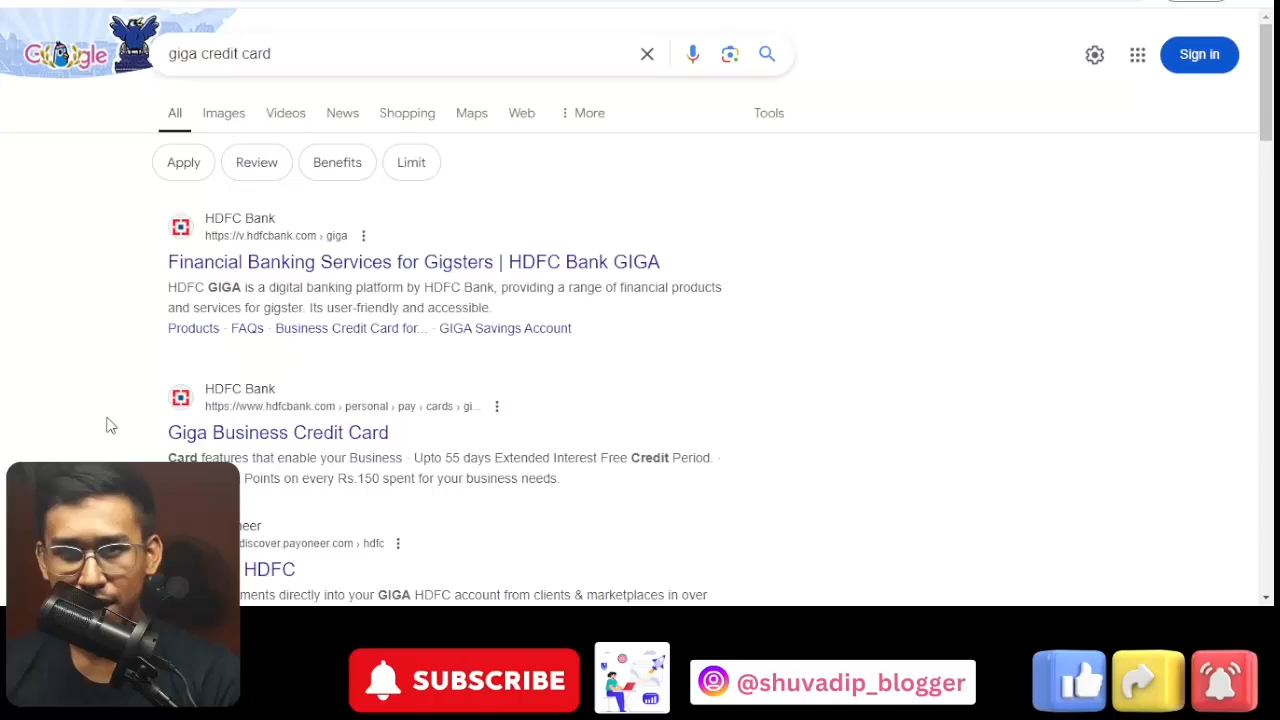 Google
giga credit card
Sign in
All
Images
Videos
News
Shopping
Maps
Web
More
Tools
Apply
Review
Benefits
Limit
HDFC Bank
https://v.hdfcbank.com › giga
Financial Banking Services for Gigsters | HDFC Bank GIGA
HDFC GIGA is a digital banking platform by HDFC Bank, providing a range of financial products
and services for gigster. Its user-friendly and accessible.
Products · FAQs · Business Credit Card for... · GIGA Savings Account
HDFC Bank
https://www.hdfcbank.com › personal › pay › cards › gi...
Giga Business Credit Card
Card features that enable your Business · Upto 55 days Extended Interest Free Credit Period. ·
Points on every Rs.150 spent for your business needs.
neer
discover.payoneer.com › hdfc
HDFC
ments directly into your GIGA HDFC account from clients & marketplaces in over
SUBSCRIBE
@shuvadip_blogger